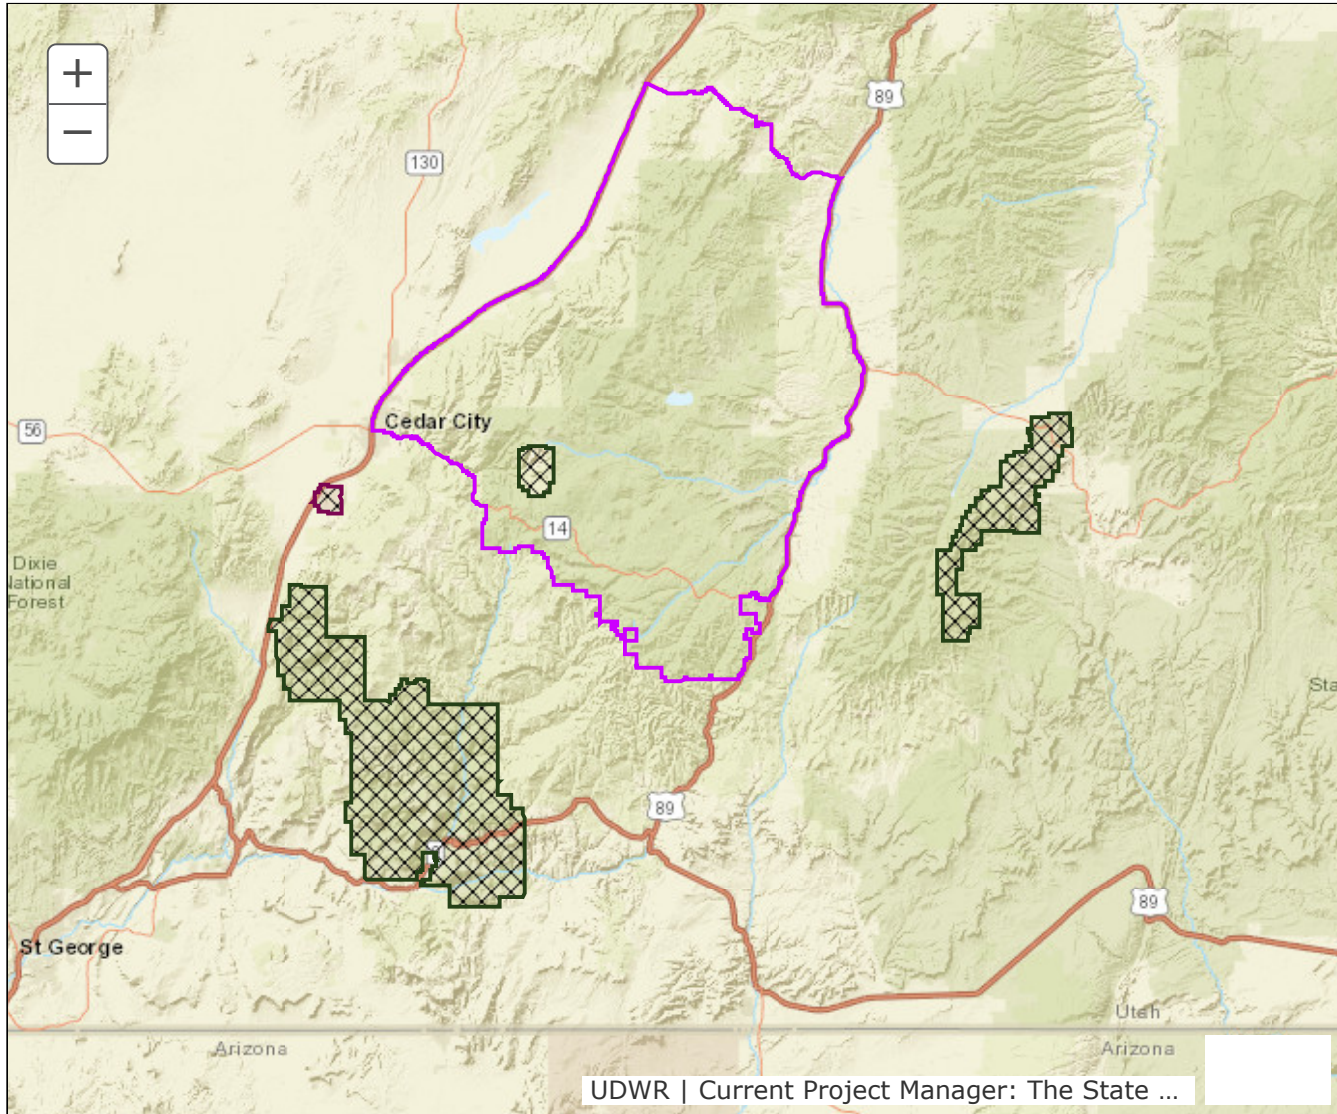 +
−
89
130
Cedar City
56
14
Dixie
National
Forest
Sta
89
89
St George
Utah
Arizona
Arizona
UDWR | Current Project Manager: The State ...